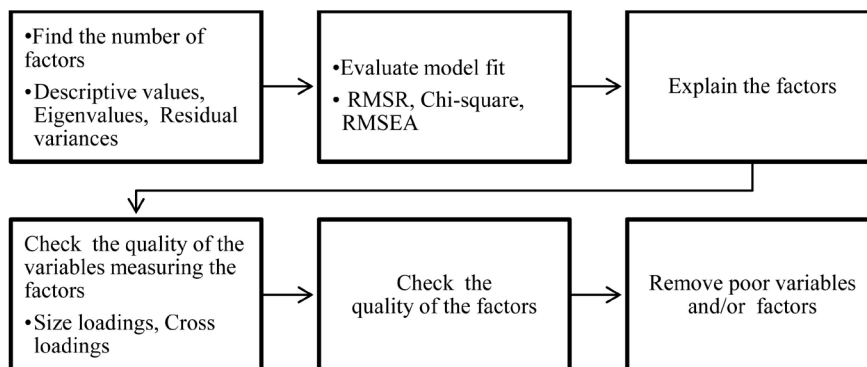 •Find the number of
factors
•Descriptive values,
Eigenvalues, Residual
variances
•Evaluate model fit
• RMSR, Chi-square,
RMSEA
Explain the factors
Check the quality of the
variables measuring the
factors
•Size loadings, Cross
loadings
Check the
quality of the factors
Remove poor variables
and/or factors